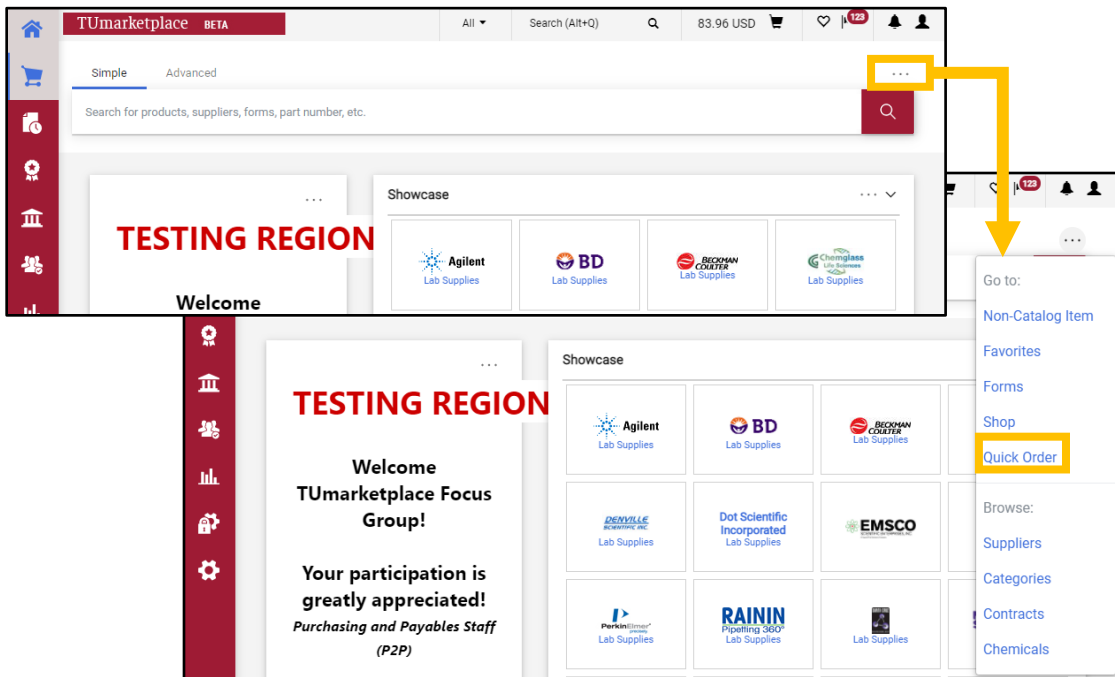 TUmarketplace BETA
All
Search (Alt+Q)
83.96 USD
123
Simple
Advanced
...
Search for products, suppliers, forms, part number, etc.
...
Showcase
...
TESTING REGION
Welcome
Agilent
Lab Supplies
BD
Lab Supplies
BECKMAN
COULTER
Lab Supplies
Chemglass
Life Sciences
Lab Supplies
123
...
Go to:
Non-Catalog Item
Favorites
Forms
Shop
Quick Order
Browse:
Suppliers
Categories
Contracts
Chemicals
...
Showcase
TESTING REGION
Welcome
TUmarketplace Focus
Group!
Your participation is
greatly appreciated!
Purchasing and Payables Staff
(P2P)
Agilent
Lab Supplies
BD
Lab Supplies
BECKMAN
COULTER
Lab Supplies
DENVILLE
SCIENTIFIC INC.
Lab Supplies
Dot Scientific
Incorporated
Lab Supplies
EMSCO
PerkinElmer
Lab Supplies
RAININ
Pipetting 360°
Lab Supplies
Lab Supplies